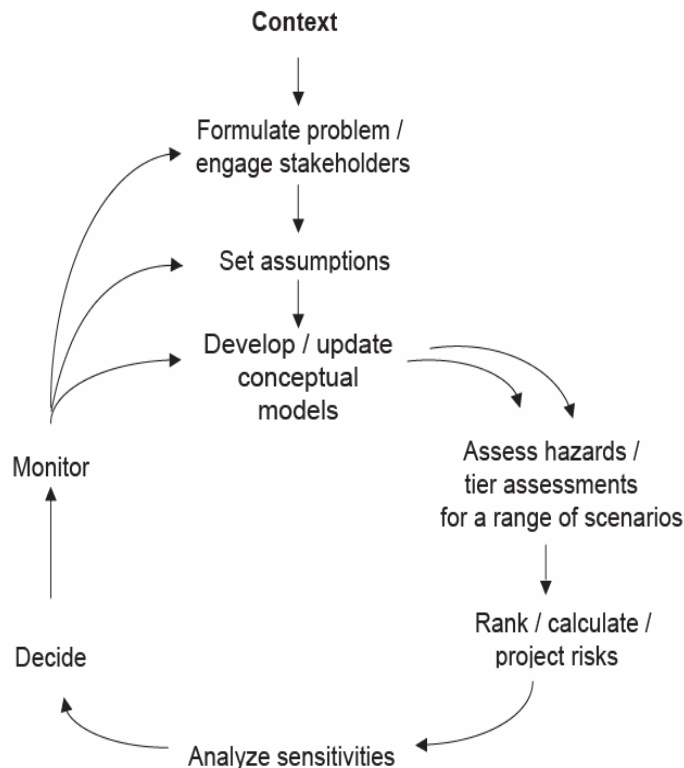 Context
Formulate problem /
engage stakeholders
Set assumptions
Develop / update
conceptual
models
Assess hazards /
tier assessments
for a range of scenarios
Rank / calculate /
project risks
Analyze sensitivities
Decide
Monitor